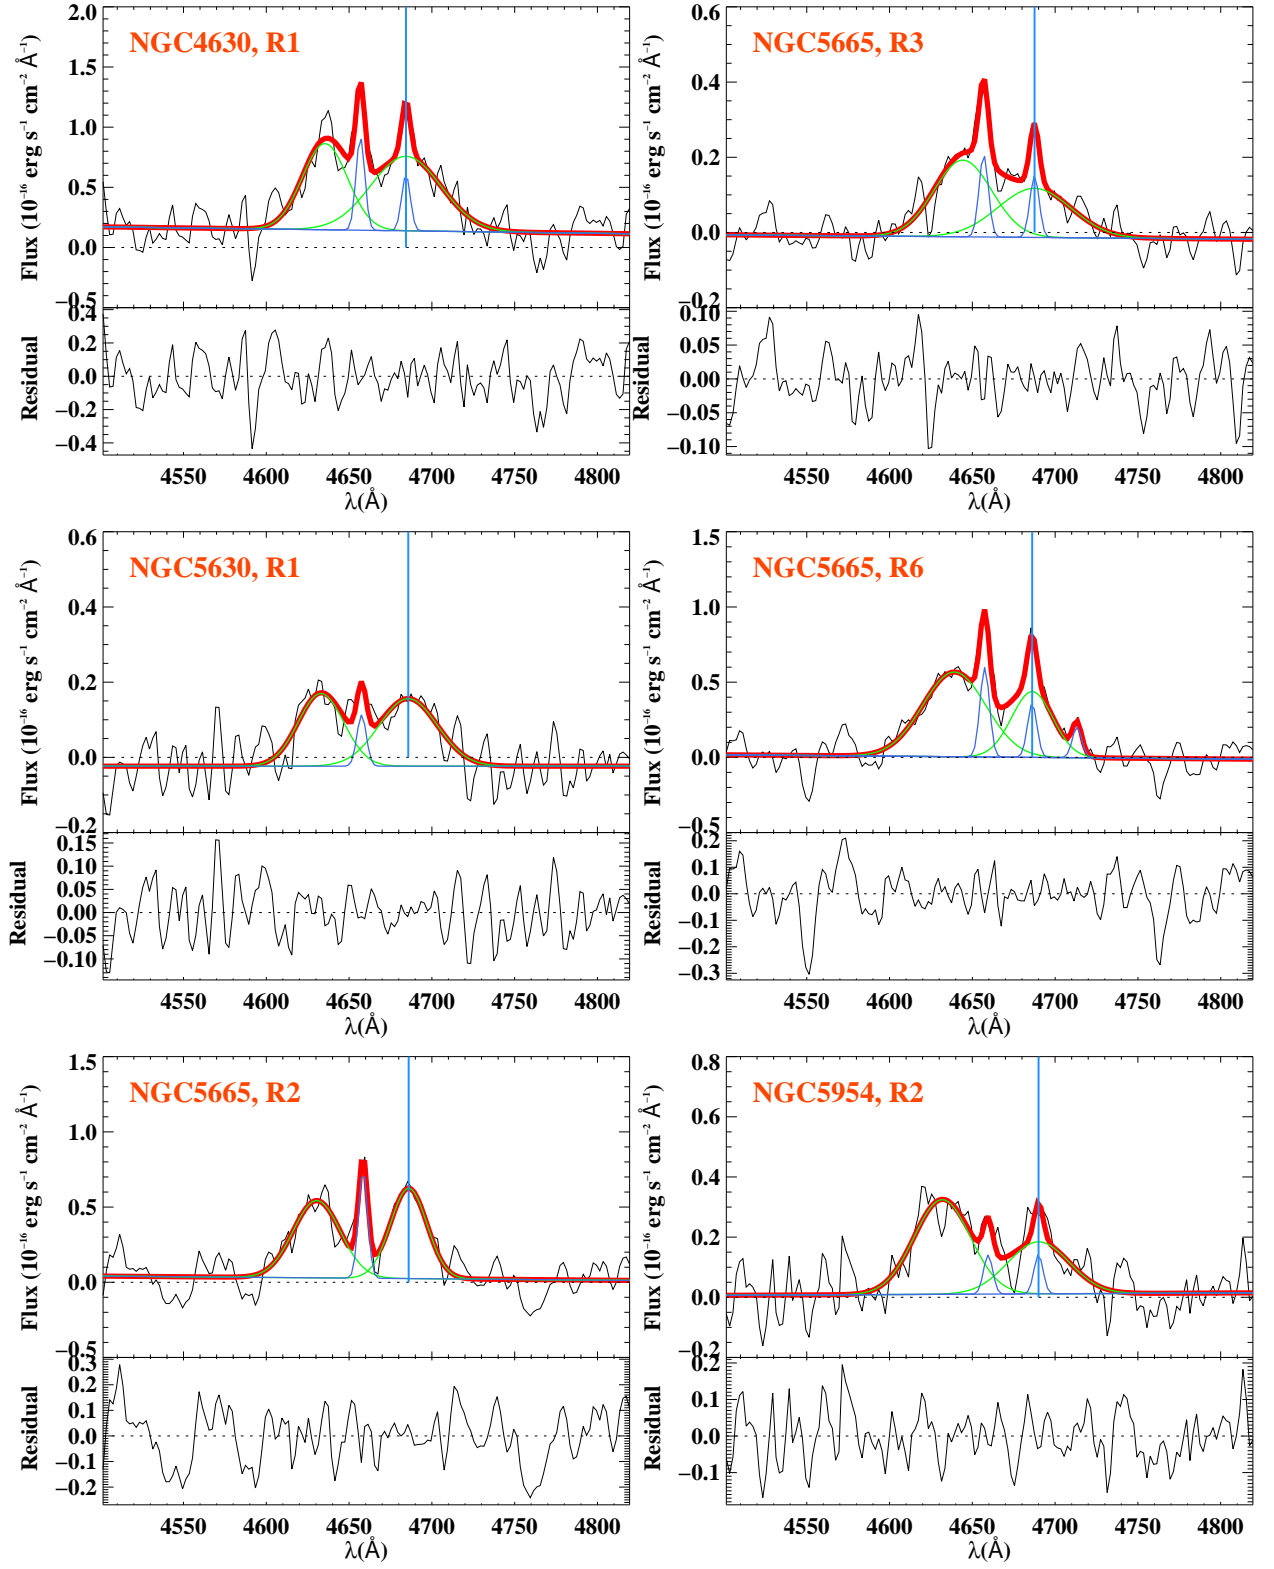 NGC4630, R1
Flux (10⁻¹⁶ erg s⁻¹ cm⁻² Å⁻¹)
2.0
1.5
1.0
0.5
0.0
−0.5
Residual
0.4
0.2
0.0
−0.2
−0.4
4550 4600 4650 4700 4750 4800
λ(Å)
NGC5665, R3
Flux (10⁻¹⁶ erg s⁻¹ cm⁻² Å⁻¹)
0.6
0.4
0.2
0.0
−0.2
Residual
0.10
0.05
0.00
−0.05
−0.10
4550 4600 4650 4700 4750 4800
λ(Å)
NGC5630, R1
Flux (10⁻¹⁶ erg s⁻¹ cm⁻² Å⁻¹)
0.6
0.4
0.2
0.0
−0.2
Residual
0.15
0.10
0.05
0.00
−0.05
−0.10
4550 4600 4650 4700 4750 4800
λ(Å)
NGC5665, R6
Flux (10⁻¹⁶ erg s⁻¹ cm⁻² Å⁻¹)
1.5
1.0
0.5
0.0
−0.5
Residual
0.2
0.1
0.0
−0.1
−0.2
−0.3
4550 4600 4650 4700 4750 4800
λ(Å)
NGC5665, R2
Flux (10⁻¹⁶ erg s⁻¹ cm⁻² Å⁻¹)
1.5
1.0
0.5
0.0
−0.5
Residual
0.3
0.2
0.1
0.0
−0.1
−0.2
4550 4600 4650 4700 4750 4800
λ(Å)
NGC5954, R2
Flux (10⁻¹⁶ erg s⁻¹ cm⁻² Å⁻¹)
0.8
0.6
0.4
0.2
0.0
−0.2
Residual
0.2
0.1
0.0
−0.1
4550 4600 4650 4700 4750 4800
λ(Å)